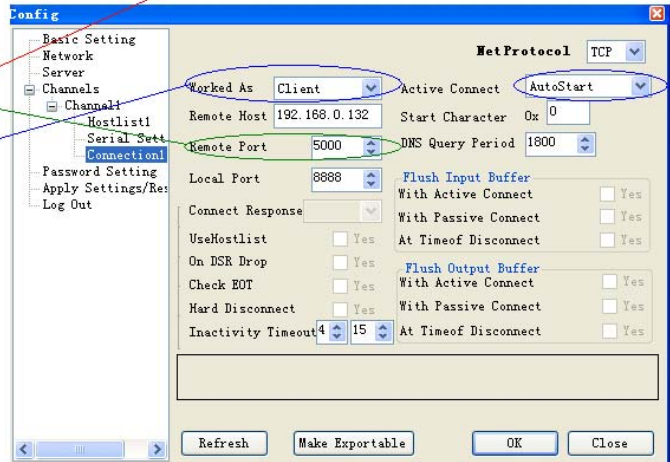 Config
Basic Setting
Network
Server
Channels
Channel1
Hostlist1
Serial Sett
Connection1
Password Setting
Apply Settings/Res
Log Out
NetProtocol TCP
Worked As Client
Active Connect AutoStart
Remote Host 192.168.0.132
Start Character 0x 0
Remote Port 5000
DNS Query Period 1800
Local Port 8888
Connect Response
UseHostlist Yes
On DSR Drop Yes
Check EOT Yes
Hard Disconnect Yes
Inactivity Timeout 4 15
Flush Input Buffer
With Active Connect Yes
With Passive Connect Yes
At Timeof Disconnect Yes
Flush Output Buffer
With Active Connect Yes
With Passive Connect Yes
At Timeof Disconnect Yes
Refresh
Make Exportable
OK
Close